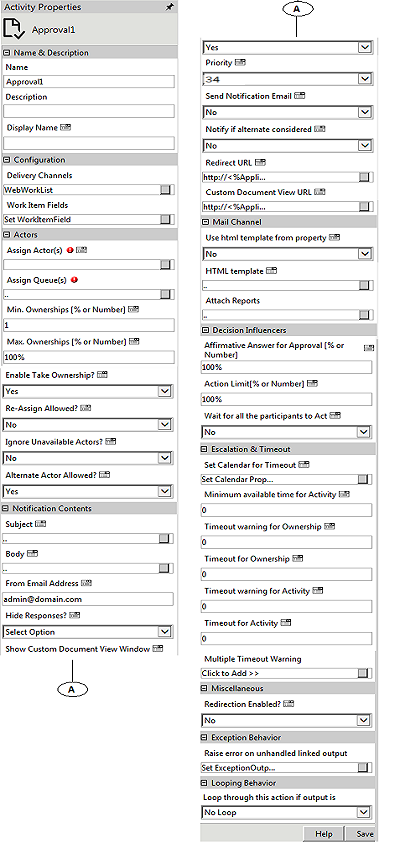 Activity Properties
Approval1
Name & Description
Name
Approval1
Description
Display Name
Configuration
Delivery Channels
WebWorkList
Work Item Fields
Set WorkItemField
Actors
Assign Actor(s)
Assign Queue(s)
..
Min. Ownerships [% or Number]
1
Max. Ownerships [% or Number]
100%
Enable Take Ownership?
Yes
Re-Assign Allowed?
No
Ignore Unavailable Actors?
No
Alternate Actor Allowed?
Yes
Notification Contents
Subject
..
Body
..
From Email Address
admin@domain.com
Hide Responses?
Select Option
Show Custom Document View Window
A
A
Yes
Priority
34
Send Notification Email
No
Notify if alternate considered
No
Redirect URL
http://<%Appli...
Custom Document View URL
http://<%Appli...
Mail Channel
Use html template from property
No
HTML template
..
Attach Reports
..
Decision Influencers
Affirmative Answer for Approval [% or
Number]
100%
Action Limit[% or Number]
100%
Wait for all the participants to Act
No
Escalation & Timeout
Set Calendar for Timeout
Set Calendar Prop...
Minimum available time for Activity
0
Timeout warning for Ownership
0
Timeout for Ownership
0
Timeout warning for Activity
0
Timeout for Activity
0
Multiple Timeout Warning
Click to Add >>
Miscellaneous
Redirection Enabled?
No
Exception Behavior
Raise error on unhandled linked output
Set ExceptionOutp...
Looping Behavior
Loop through this action if output is
No Loop
Help Save